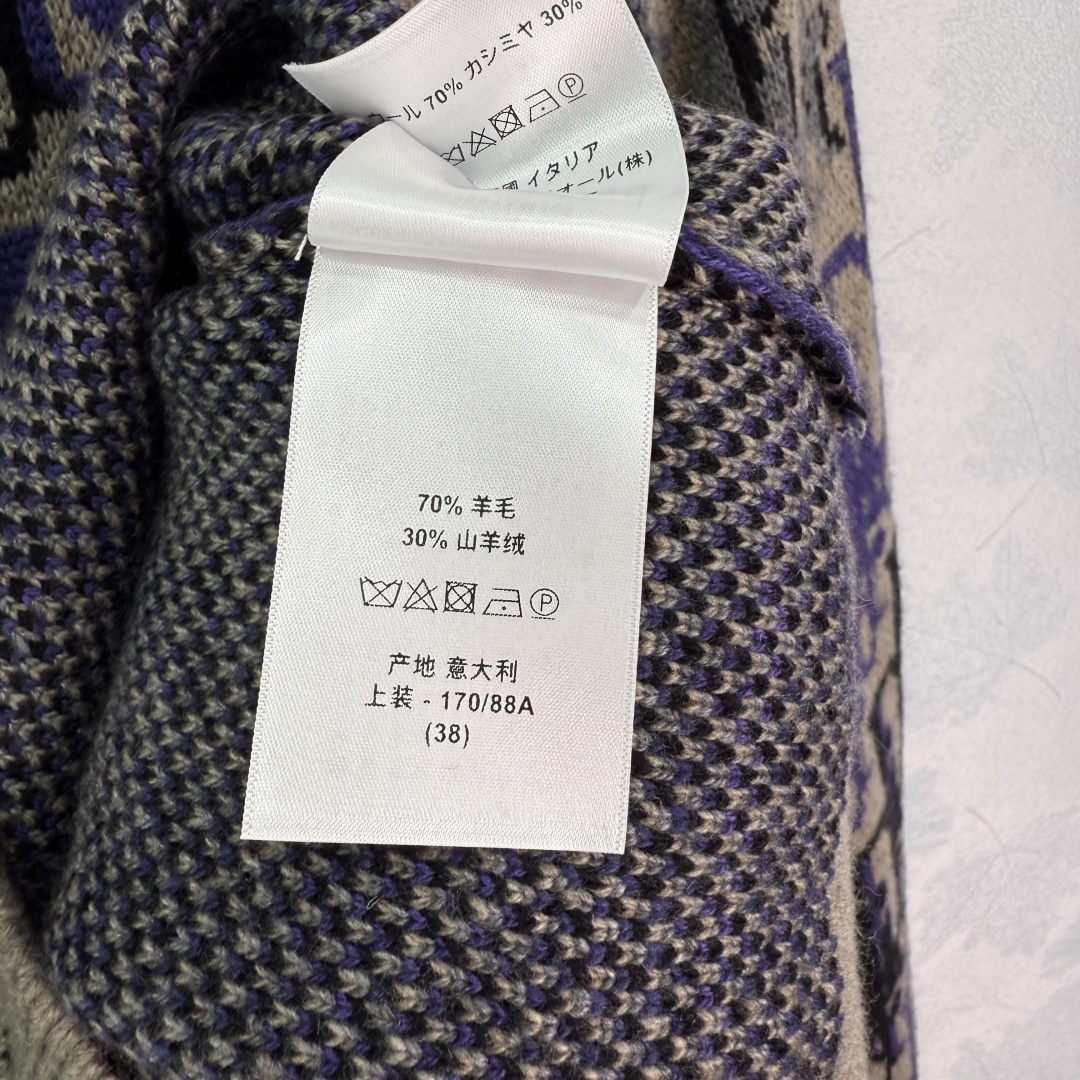 ール 70% カシミヤ 30%
P
國 イタリア
オール(株)
70% 羊毛
30% 山羊绒
P
产地 意大利
上装 - 170/88A
(38)